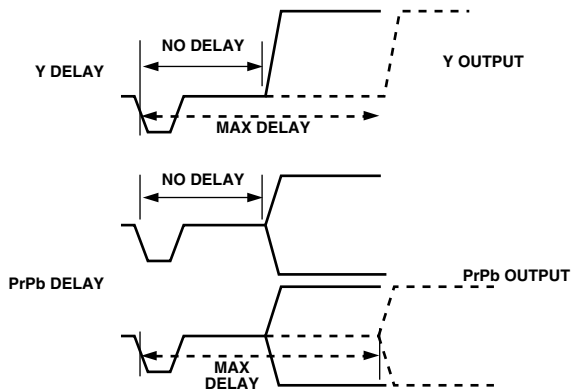 NO DELAY
Y DELAY
Y OUTPUT
MAX DELAY
NO DELAY
PrPb DELAY
PrPb OUTPUT
MAX
DELAY